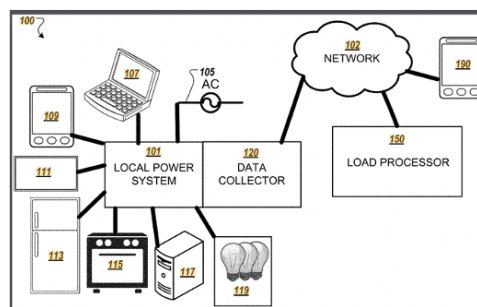 100
102
NETWORK
190
107
105
AC
109
101
LOCAL POWER
SYSTEM
120
DATA
COLLECTOR
150
LOAD PROCESSOR
111
113
115
117
119